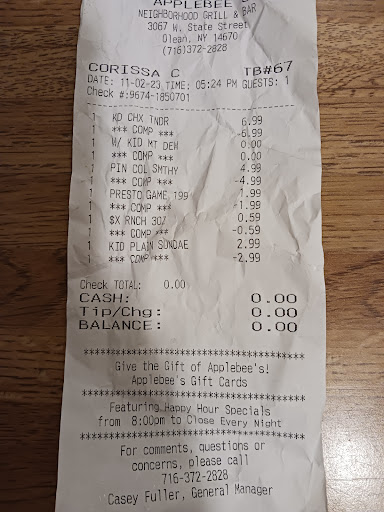 APPLEBEE'S
NEIGHBORHOOD GRILL & BAR
3067 W. State Street
Olean, NY 14670
(716)372-2828
CORISSA C TB#67
DATE: 11-02-23 TIME: 05:24 PM GUESTS: 1
Check #:9674-1850701
1 KD CHX TNDR 6.99
1 *** COMP *** -6.99
1 W/ KID MT DEW 0.00
1 *** COMP *** 0.00
1 PIN COL SMTHY 4.99
1 *** COMP *** -4.99
1 PRESTO GAME 199 1.99
1 *** COMP *** -1.99
1 $X RNCH 307 0.59
1 *** COMP *** -0.59
1 KID PLAIN SUNDAE 2.99
1 *** COMP *** -2.99
Check TOTAL: 0.00
CASH: 0.00
Tip/Chg: 0.00
BALANCE: 0.00
****************************************
Give the Gift of Applebee's!
Applebee's Gift Cards
****************************************
Featuring Happy Hour Specials
from 8:00pm to Close Every Night
****************************************
For comments, questions or
concerns, please call
716-372-2828
Casey Fuller, General Manager